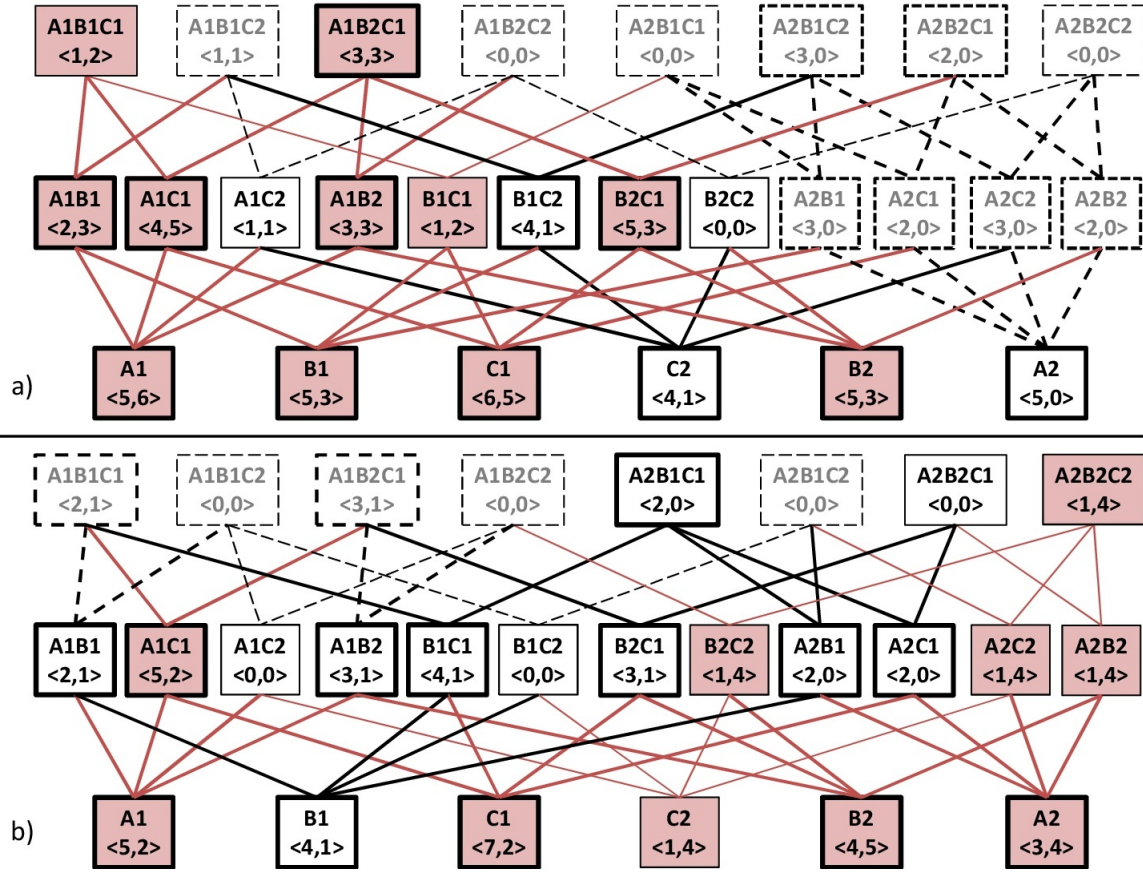 A1B1C1 A1B1C2 A1B2C1 A1B2C2 A2B1C1 A2B1C2 A2B2C1 A2B2C2
<1,2> <1,1> <3,3> <0,0> <0,0> <3,0> <2,0> <0,0>
A1B1 A1C1 A1C2 A1B2 B1C1 B1C2 B2C1 B2C2 A2B1 A2C1 A2C2 A2B2
<2,3> <4,5> <1,1> <3,3> <1,2> <4,1> <5,3> <0,0> <3,0> <2,0> <3,0> <2,0>
A1 B1 C1 C2 B2 A2
a) <5,6> <5,3> <6,5> <4,1> <5,3> <5,0>
A1B1C1 A1B1C2 A1B2C1 A1B2C2 A2B1C1 A2B1C2 A2B2C1 A2B2C2
<2,1> <0,0> <3,1> <0,0> <2,0> <0,0> <0,0> <1,4>
A1B1 A1C1 A1C2 A1B2 B1C1 B1C2 B2C1 B2C2 A2B1 A2C1 A2C2 A2B2
<2,1> <5,2> <0,0> <3,1> <4,1> <0,0> <3,1> <1,4> <2,0> <2,0> <1,4> <1,4>
A1 B1 C1 C2 B2 A2
b) <5,2> <4,1> <7,2> <1,4> <4,5> <3,4>